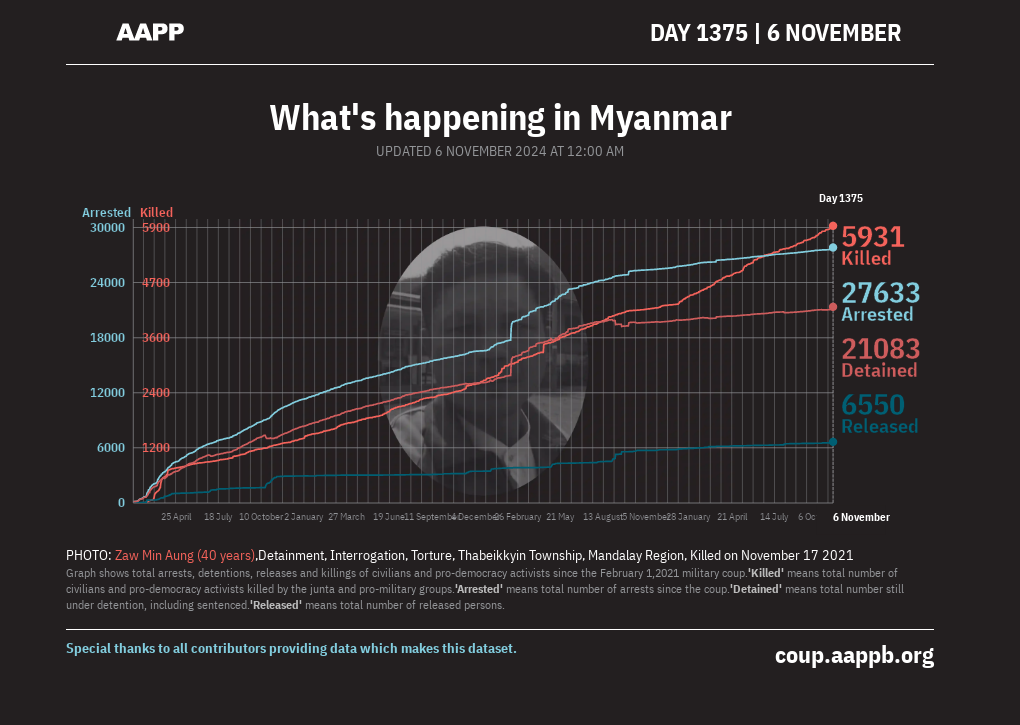 AAPP
DAY 1375 | 6 NOVEMBER
What's happening in Myanmar
UPDATED 6 NOVEMBER 2024 AT 12:00 AM
Day 1375
Arrested Killed
30000 5900
24000 4700
18000 3600
12000 2400
6000 1200
0
5931
Killed
27633
Arrested
21083
Detained
6550
Released
25 April 18 July 10 October 2 January 27 March 19 June 11 September 4 December 26 February 21 May 13 August 5 November 28 January 21 April 14 July 6 Oc 6 November
PHOTO: Zaw Min Aung (40 years),Detainment, Interrogation, Torture, Thabeikkyin Township, Mandalay Region, Killed on November 17 2021
Graph shows total arrests, detentions, releases and killings of civilians and pro-democracy activists since the February 1,2021 military coup.'Killed' means total number of
civilians and pro-democracy activists killed by the junta and pro-military groups.'Arrested' means total number of arrests since the coup.'Detained' means total number still
under detention, including sentenced.'Released' means total number of released persons.
Special thanks to all contributors providing data which makes this dataset.
coup.aappb.org